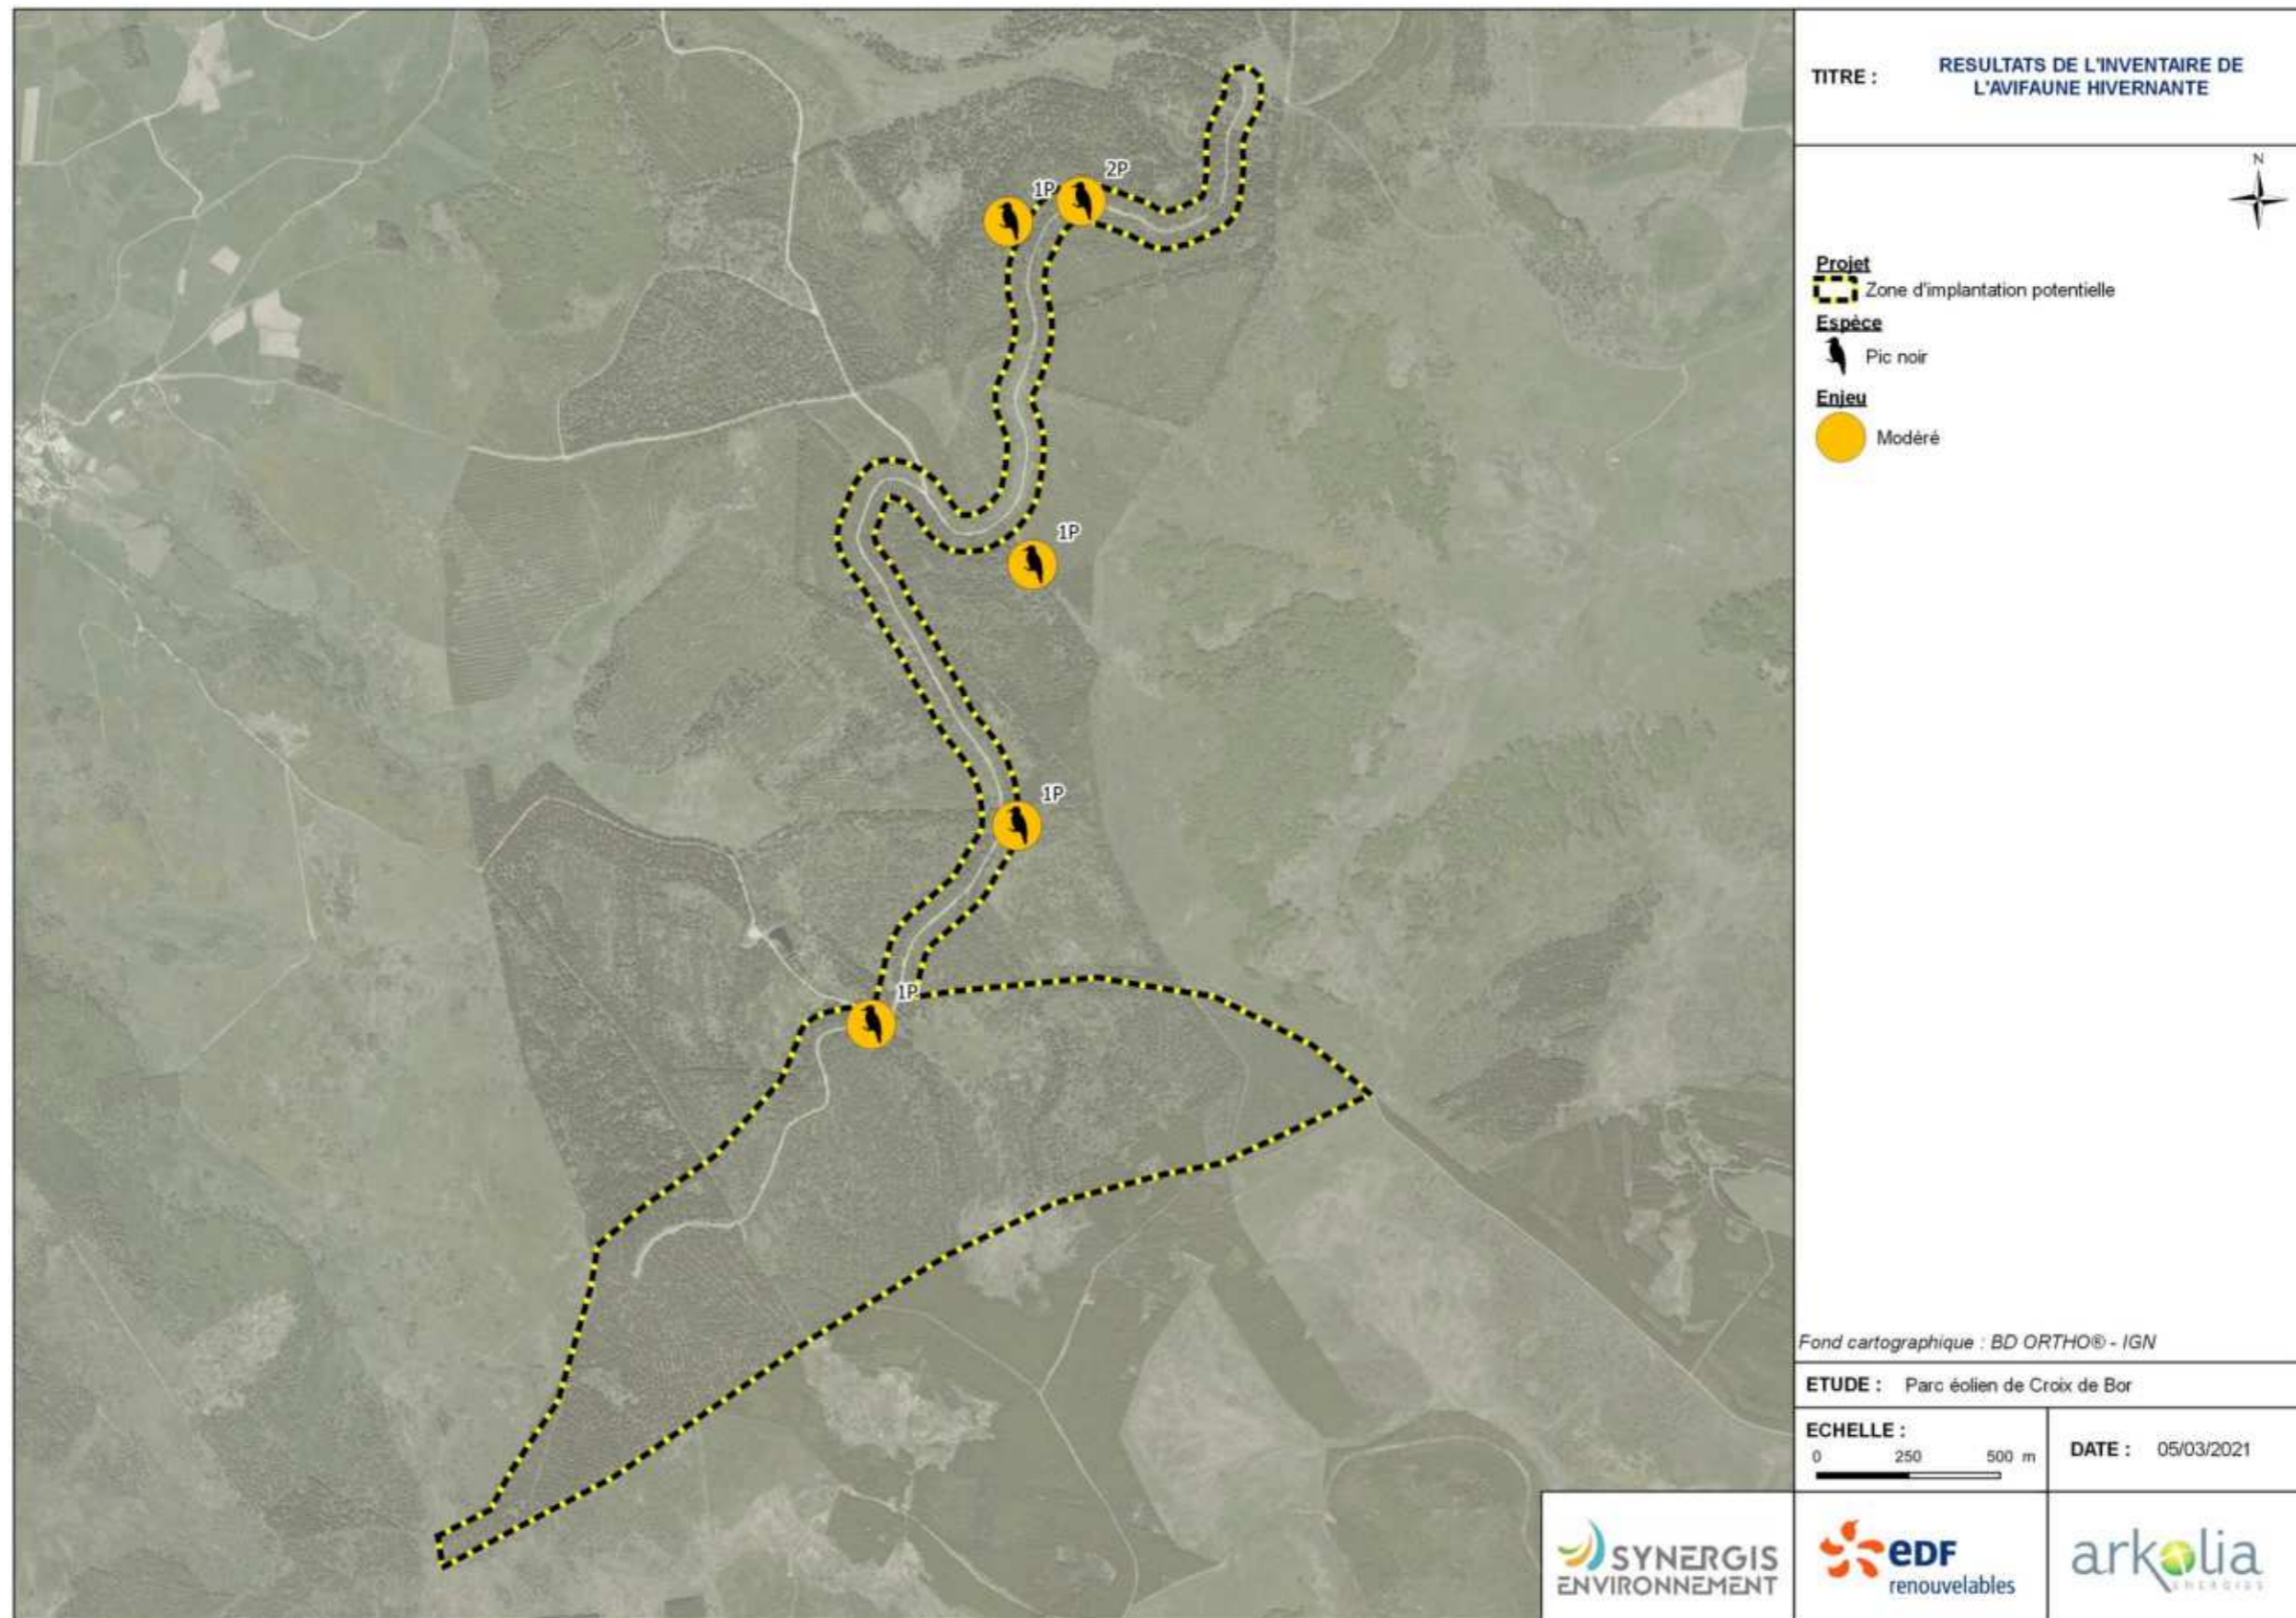 TITRE :
RESULTATS DE L'INVENTAIRE DE
L'AVIFAUNE HIVERNANTE
N
Projet
Zone d'implantation potentielle
Espèce
Pic noir
Enjeu
Modéré
2P
1P
1P
1P
1P
Fond cartographique : BD ORTHO® - IGN
ETUDE : Parc éolien de Croix de Bor
ECHELLE :
0 250 500 m
DATE : 05/03/2021
SYNERGIS
ENVIRONNEMENT
eDF
renouvelables
arkolia
ENERGIES